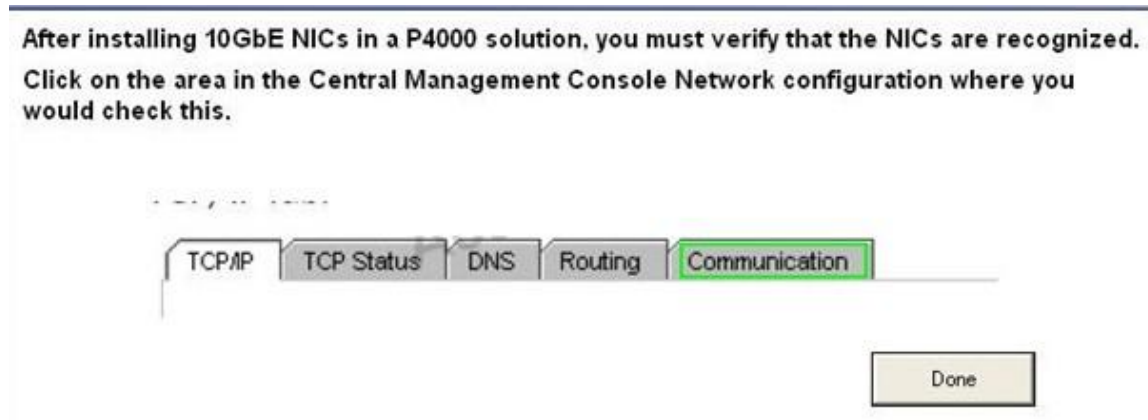 After installing 10GbE NICs in a P4000 solution, you must verify that the NICs are recognized.
Click on the area in the Central Management Console Network configuration where you
would check this.
TCP/IP TCP Status DNS Routing Communication
Done